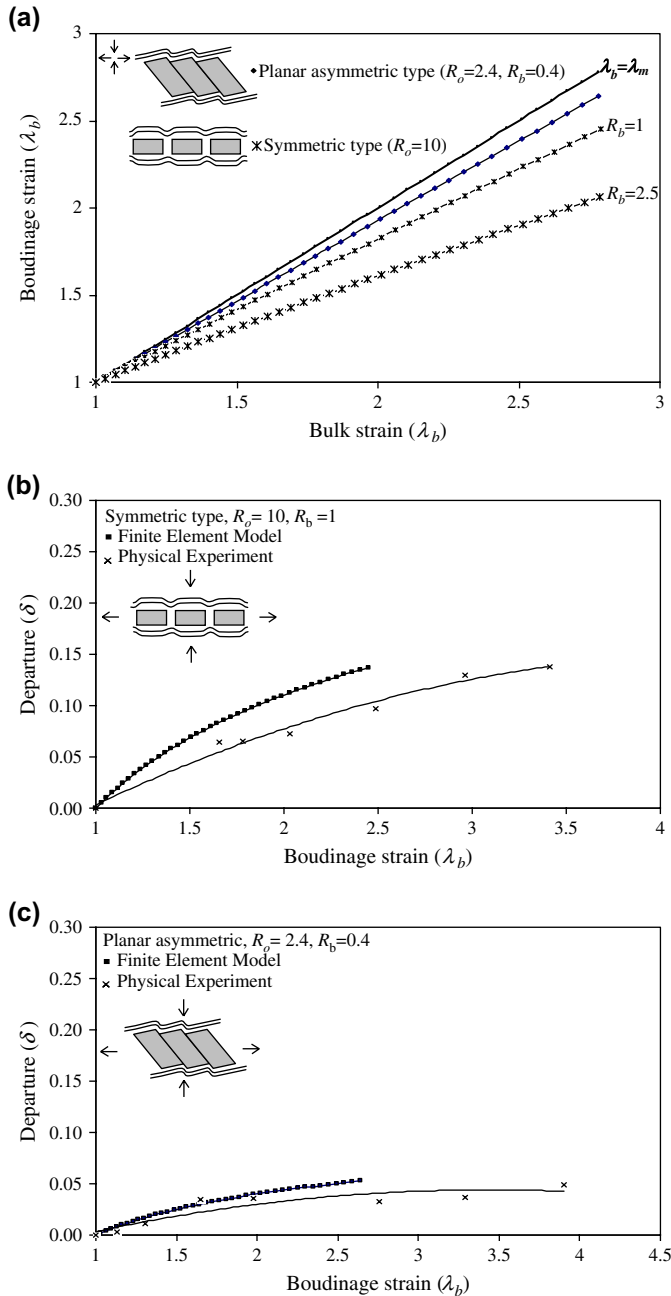 (a)
3
2.5
2
1.5
1
1
1.5
2
2.5
3
Boudinage strain (λb)
Bulk strain (λb)
Planar asymmetric type (Ro=2.4, Rb=0.4)
Symmetric type (Ro=10)
λb=λm
Rb=1
Rb=2.5
(b)
0.30
0.25
0.20
0.15
0.10
0.05
0.00
1
1.5
2
2.5
3
3.5
4
Departure (δ)
Boudinage strain (λb)
Symmetric type, Ro= 10, Rb =1
Finite Element Model
Physical Experiment
(c)
0.30
0.25
0.20
0.15
0.10
0.05
0.00
1
1.5
2
2.5
3
3.5
4
4.5
Departure (δ)
Boudinage strain (λb)
Planar asymmetric, Ro= 2.4, Rb=0.4
Finite Element Model
Physical Experiment